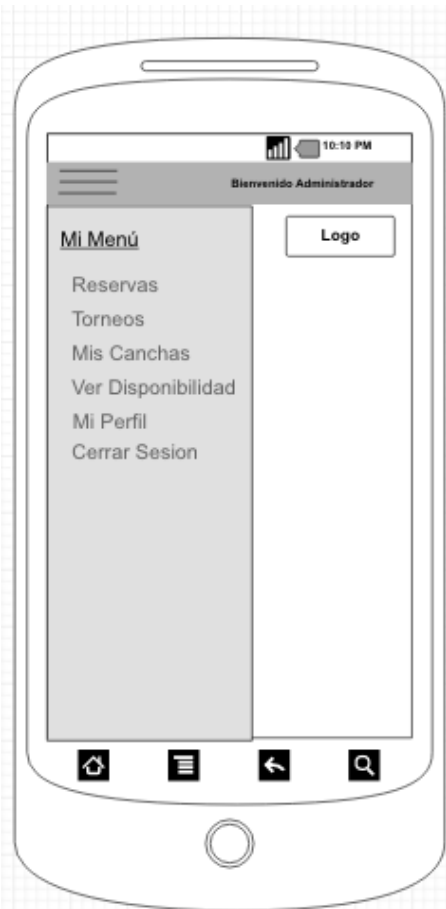 10:10 PM
Bienvenido Administrador
Mi Menú
Logo
Reservas
Torneos
Mis Canchas
Ver Disponibilidad
Mi Perfil
Cerrar Sesion